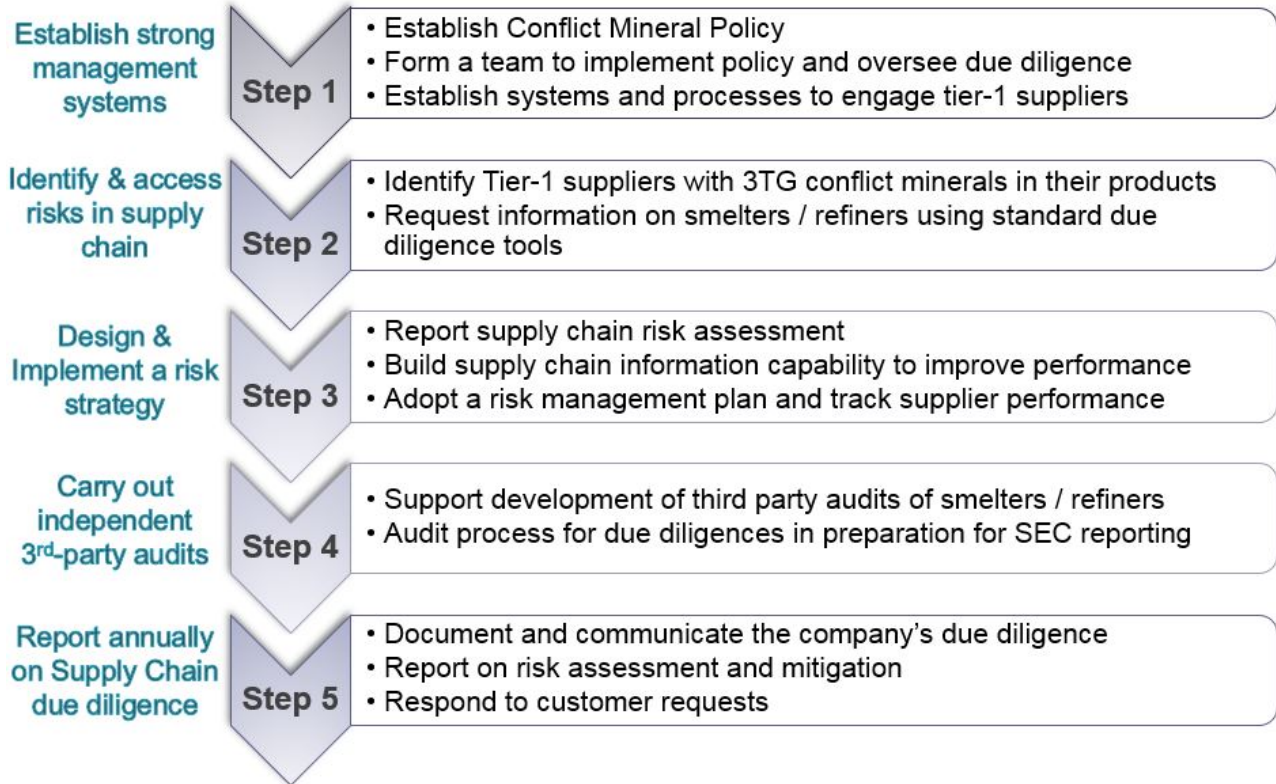 Establish strong
management
systems
Step 1
• Establish Conflict Mineral Policy
• Form a team to implement policy and oversee due diligence
• Establish systems and processes to engage tier-1 suppliers
Identify & access
risks in supply
chain
Step 2
• Identify Tier-1 suppliers with 3TG conflict minerals in their products
• Request information on smelters / refiners using standard due
diligence tools
Design &
Implement a risk
strategy
Step 3
• Report supply chain risk assessment
• Build supply chain information capability to improve performance
• Adopt a risk management plan and track supplier performance
Carry out
independent
3rd-party audits
Step 4
• Support development of third party audits of smelters / refiners
• Audit process for due diligences in preparation for SEC reporting
Report annually
on Supply Chain
due diligence
Step 5
• Document and communicate the company’s due diligence
• Report on risk assessment and mitigation
• Respond to customer requests